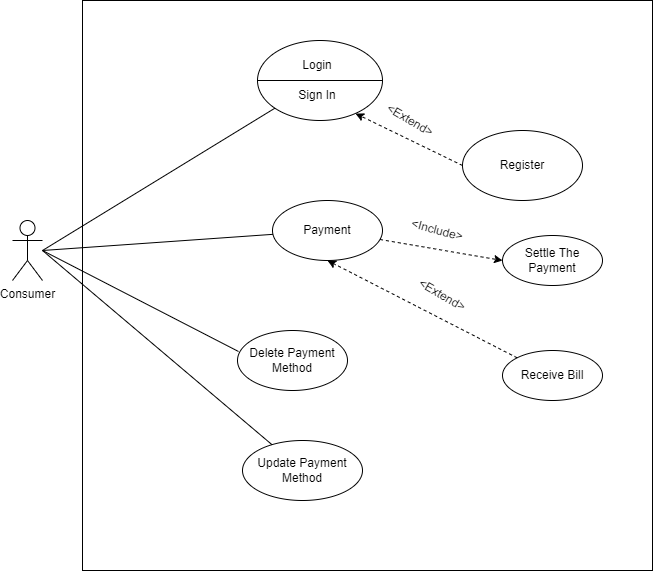 Login
Sign In
<Extend>
Register
Payment
<Include>
Settle The
Payment
Consumer
<Extend>
Delete Payment
Method
Receive Bill
Update Payment
Method